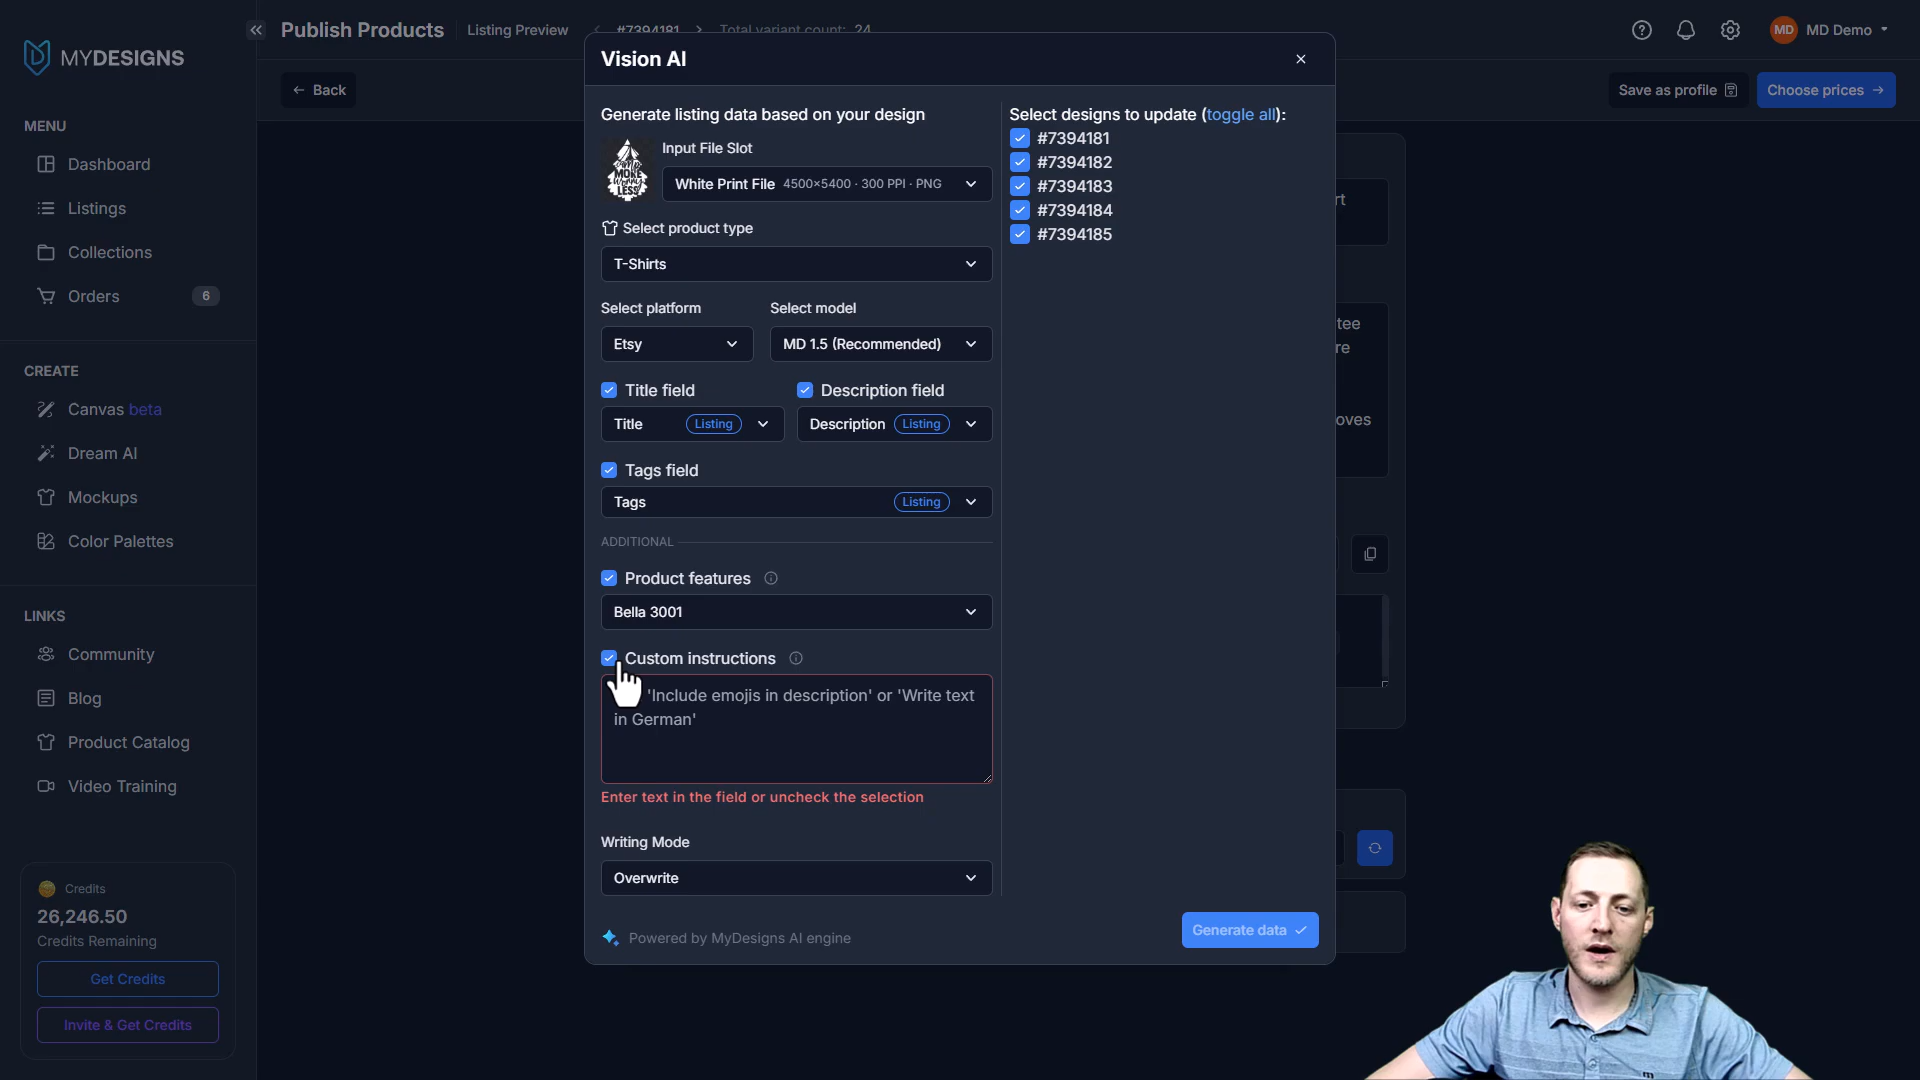 MYDESIGNS
Publish Products
Listing Preview
#7394181
Total variant count: 24
MD
MD Demo
Back
Save as profile
Choose prices
MENU
Dashboard
Listings
Collections
Orders
6
CREATE
Canvas beta
Dream AI
Mockups
Color Palettes
LINKS
Community
Blog
Product Catalog
Video Training
Credits
26,246.50
Credits Remaining
Get Credits
Invite & Get Credits
Vision AI
Generate listing data based on your design
camp
MORE
worry
LESS
Input File Slot
White Print File 4500×5400 · 300 PPI · PNG
Select product type
T-Shirts
Select platform
Select model
Etsy
MD 1.5 (Recommended)
Title field
Description field
Title Listing
Description Listing
Tags field
Tags Listing
ADDITIONAL
Product features
Bella 3001
Custom instructions
'Include emojis in description' or 'Write text
in German'
Enter text in the field or uncheck the selection
Writing Mode
Overwrite
Powered by MyDesigns AI engine
Generate data
Select designs to update (toggle all):
#7394181
#7394182
#7394183
#7394184
#7394185
rt
tee
re
oves